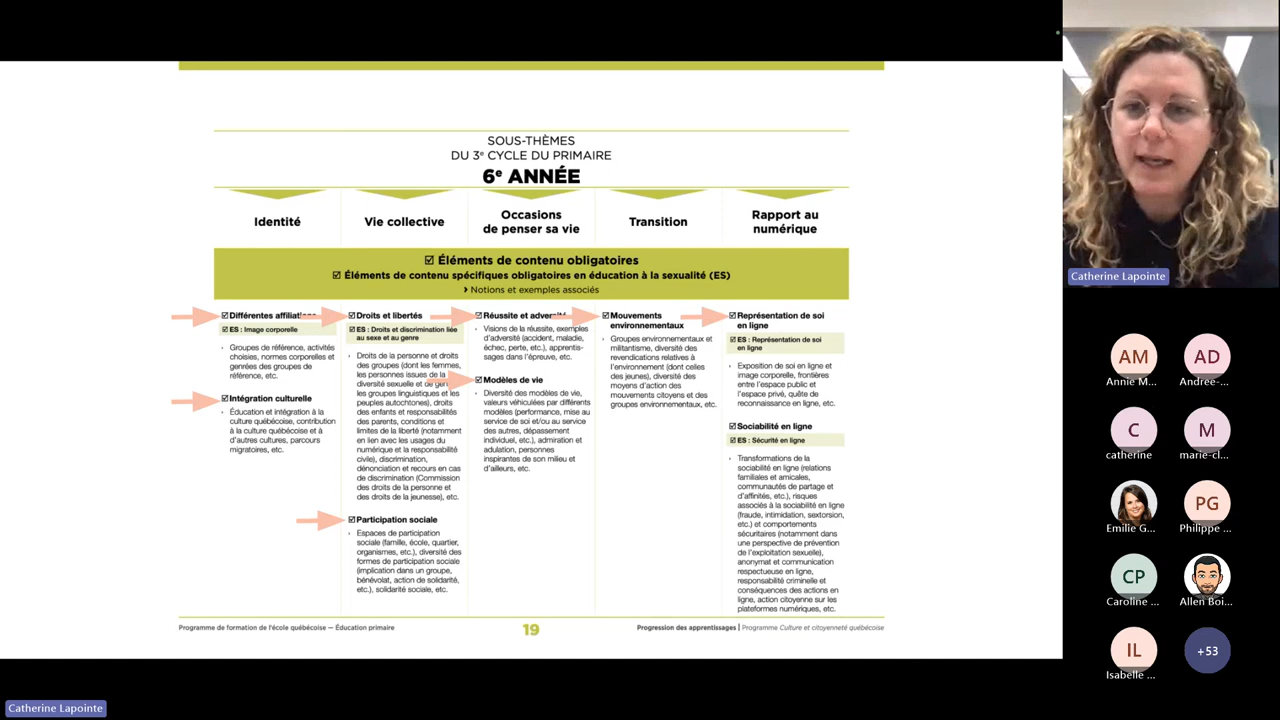 SOUS-THÈMES
DU 3e CYCLE DU PRIMAIRE
6e ANNÉE
Identité
Vie collective
Occasions
de penser sa vie
Transition
Rapport au
numérique
☑ Éléments de contenu obligatoires
☑ Éléments de contenu spécifiques obligatoires en éducation à la sexualité (ES)
› Notions et exemples associés
☑ Différentes
☑ ES : Image corporelle
› Groupes de référence, activités
choisies, normes corporelles et
genrées des groupes de
référence, etc.
☑ Intégration culturelle
› Éducation et intégration à la
culture québécoise, contribution
à la culture québécoise et à
d'autres cultures, parcours
migratoires, etc.
☑ Droits et libertés
☑ ES : Droits et discrimination liée
au sexe et au genre
› Droits de la personne et droits
des groupes (dont les femmes,
les personnes issues de la
diversité sexuelle et de
les groupes linguistiques et les
peuples autochtones), droits
des enfants et responsabilités
des parents, conditions et
limites de la liberté (notamment
en lien avec les usages du
numérique et la responsabilité
civile), discrimination,
dénonciation et recours en cas
de discrimination (Commission
des droits de la personne et
des droits de la jeunesse), etc.
☑ Participation sociale
› Espaces de participation
sociale (famille, école, quartier,
organismes, etc.), diversité des
formes de participation sociale
(implication dans un groupe,
bénévolat, action de solidarité,
etc.), solidarité sociale, etc.
☑ Réussite et adversité
› Visions de la réussite, exemples
d'adversité (accident, maladie,
échec, perte, etc.), apprentis-
sages dans l'épreuve, etc.
☑ Modèles de vie
› Diversité des modèles de vie,
valeurs véhiculées par différents
modèles (performance, mise au
service de soi et/ou au service
des autres, dépassement
individuel, etc.), admiration et
adulation, personnes
inspirantes de son milieu et
d'ailleurs, etc.
☑ Mouvements
environnementaux
› Groupes environnementaux et
militantisme, diversité des
revendications relatives à
l'environnement (dont celles
des jeunes), diversité des
moyens d'action des
mouvements citoyens et des
groupes environnementaux, etc.
☑ Représentation de soi
en ligne
☑ ES : Représentation de soi
en ligne
› Exposition de soi en ligne et
image corporelle, frontières
entre l'espace public et
l'espace privé, quête de
reconnaissance en ligne, etc.
☑ Sociabilité en ligne
☑ ES : Sécurité en ligne
› Transformations de la
sociabilité en ligne (relations
familiales et amicales,
communautés de partage et
d'affinités, etc.), risques
associés à la sociabilité en ligne
(fraude, intimidation, sextorsion,
etc.) et comportements
sécuritaires (notamment dans
une perspective de prévention
de l'exploitation sexuelle),
anonymat et communication
respectueuse en ligne,
responsabilité criminelle et
conséquences des actions en
ligne, action citoyenne sur les
plateformes numériques, etc.
Programme de formation de l'école québécoise — Éducation primaire
19
Progression des apprentissages | Programme Culture et citoyenneté québécoise
Catherine Lapointe
AM
Annie M...
AD
Andrée-...
C
catherine
M
marie-cl...
Emilie G...
PG
Philippe ...
CP
Caroline ...
Allen Boi...
IL
Isabelle ...
+53
Catherine Lapointe